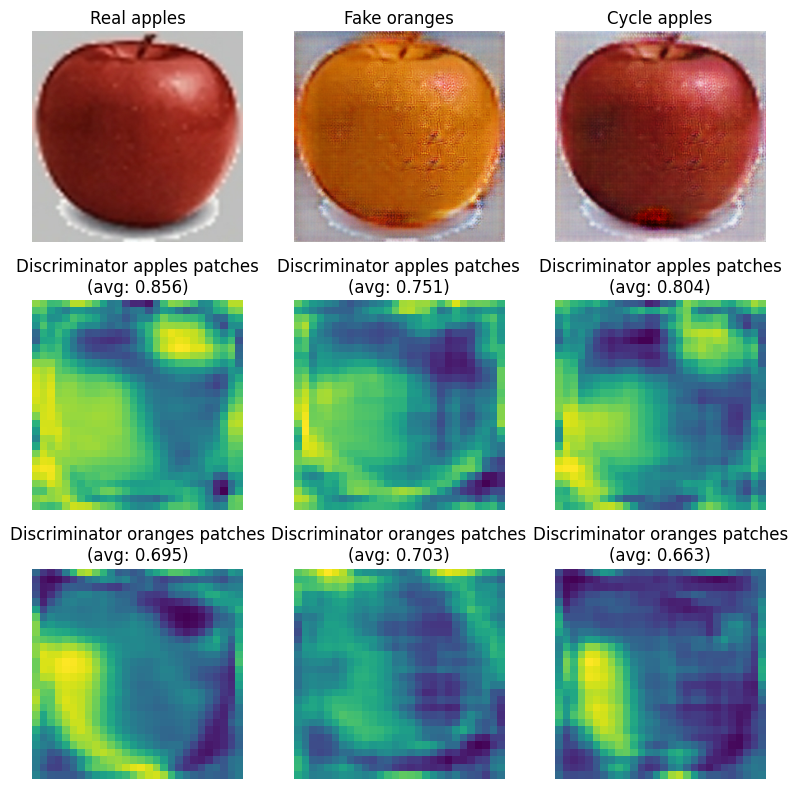 Real apples
Fake oranges
Cycle apples
Discriminator apples patches
(avg: 0.856)
Discriminator apples patches
(avg: 0.751)
Discriminator apples patches
(avg: 0.804)
Discriminator oranges patches
(avg: 0.695)
Discriminator oranges patches
(avg: 0.703)
Discriminator oranges patches
(avg: 0.663)